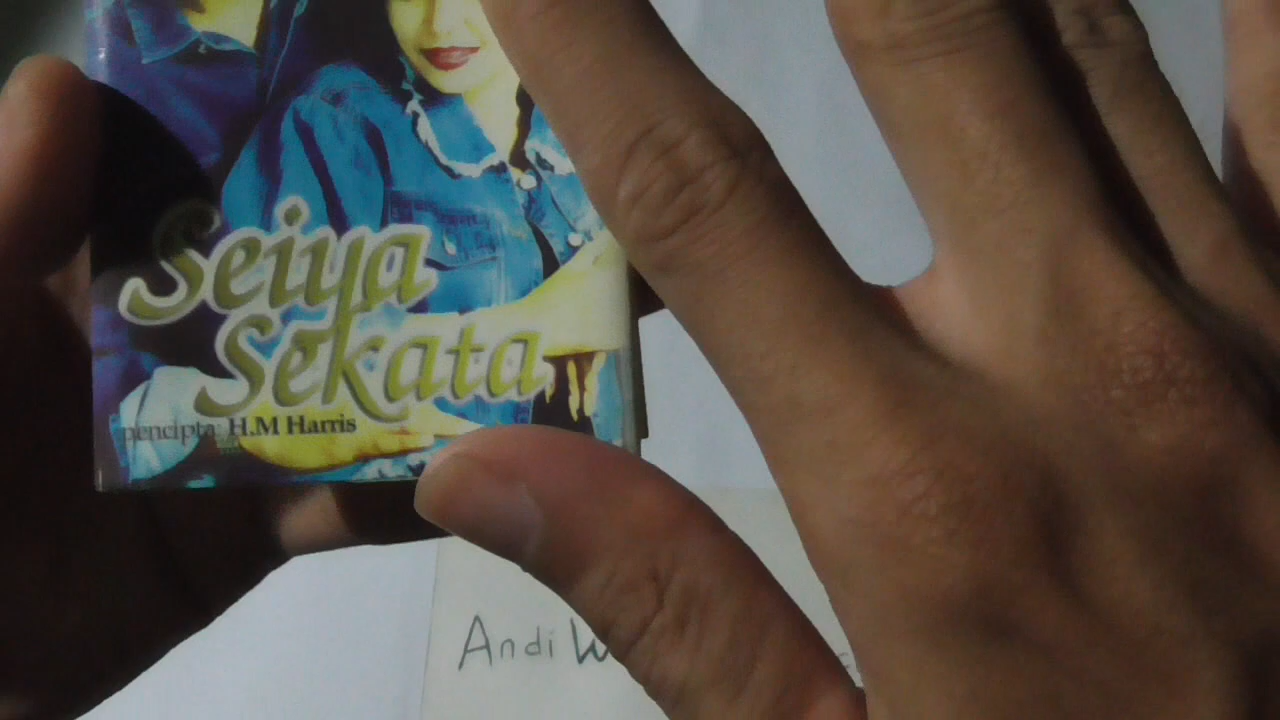 Seiya
Sekata
pencipta: H.M Harris
Andi